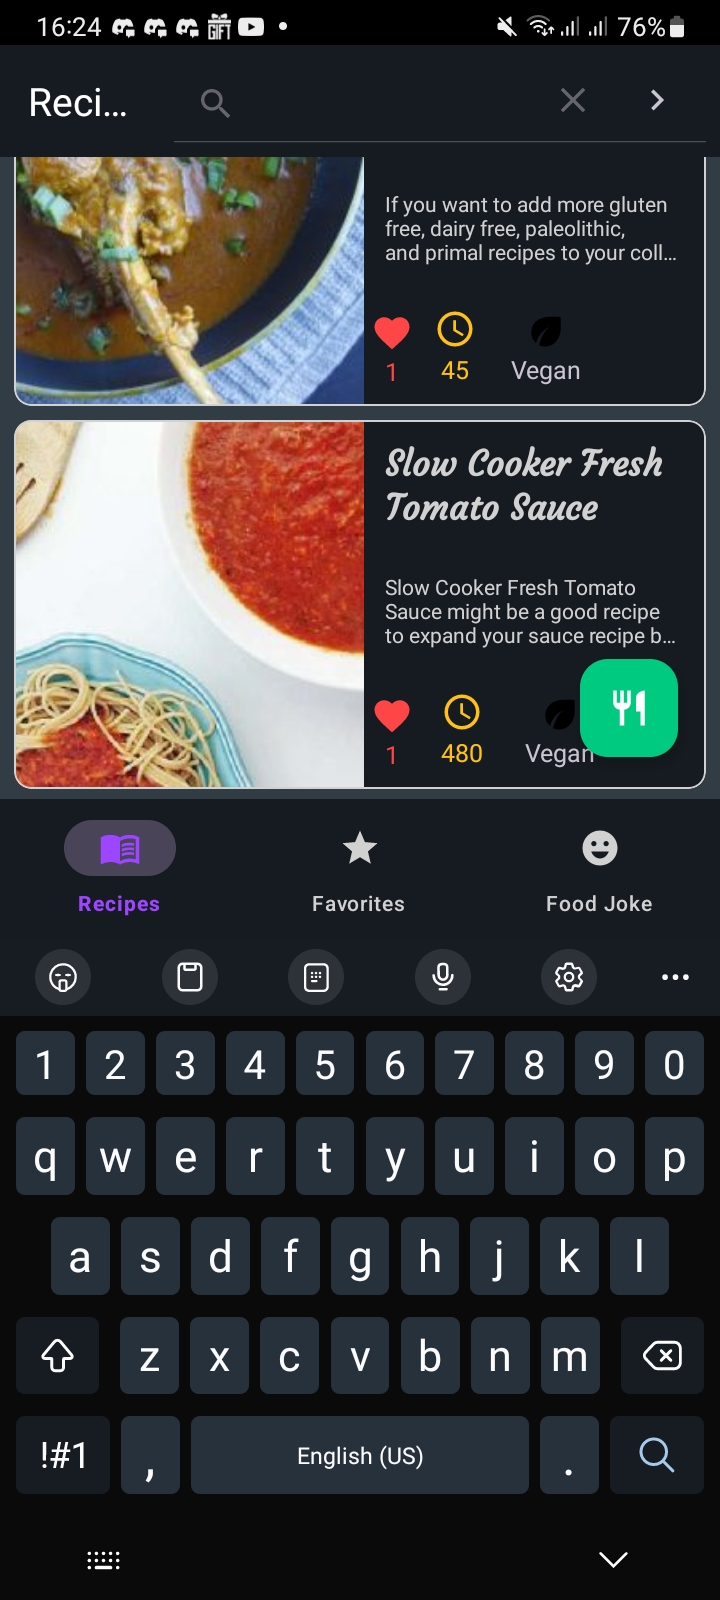 16:24 GIFT 76%
Reci...
If you want to add more gluten
free, dairy free, paleolithic,
and primal recipes to your coll...
1 45 Vegan
Slow Cooker Fresh
Tomato Sauce
Slow Cooker Fresh Tomato
Sauce might be a good recipe
to expand your sauce recipe b...
1 480 Vegan
Recipes Favorites Food Joke
1 2 3 4 5 6 7 8 9 0
q w e r t y u i o p
a s d f g h j k l
z x c v b n m
!#1 , English (US) .